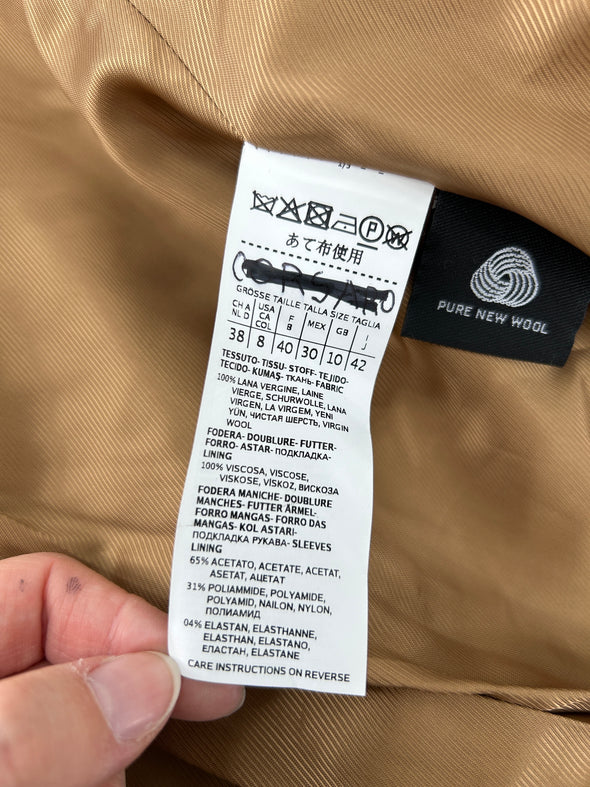 P W
あて布使用
GRÖSSE TAILLE TALLA SIZE TAGLIA
CH A NL D USA CA COL F B MEX GB I J
38 8 40 30 10 42
TESSUTO- TISSU- STOFF- TEJIDO-
TECIDO- KUMAŞ- ТКАНЬ- FABRIC
100% LANA VERGINE, LAINE
VIERGE, SCHURWOLLE, LANA
VIRGEN, LA VIRGEM, YENI
YÜN, ЧИСТАЯ ШЕРСТЬ, VIRGIN
WOOL
FODERA- DOUBLURE- FUTTER-
FORRO- ASTAR- ПОДКЛАДКА-
LINING
100% VISCOSA, VISCOSE,
VISKOSE, VİSKOZ, ВИСКОЗА
FODERA MANICHE- DOUBLURE
MANCHES- FUTTER ÄRMEL-
FORRO MANGAS- FORRO DAS
MANGAS- KOL ASTARI-
ПОДКЛАДКА РУКАВА- SLEEVES
LINING
65% ACETATO, ACETATE, ACETAT,
ASETAT, АЦЕТАТ
31% POLIAMMIDE, POLYAMIDE,
POLYAMID, NAILON, NYLON,
ПОЛИАМИД
04% ELASTAN, ELASTHANNE,
ELASTHAN, ELASTANO,
ЕЛАСТАН, ELASTANE
CARE INSTRUCTIONS ON REVERSE
PURE NEW WOOL